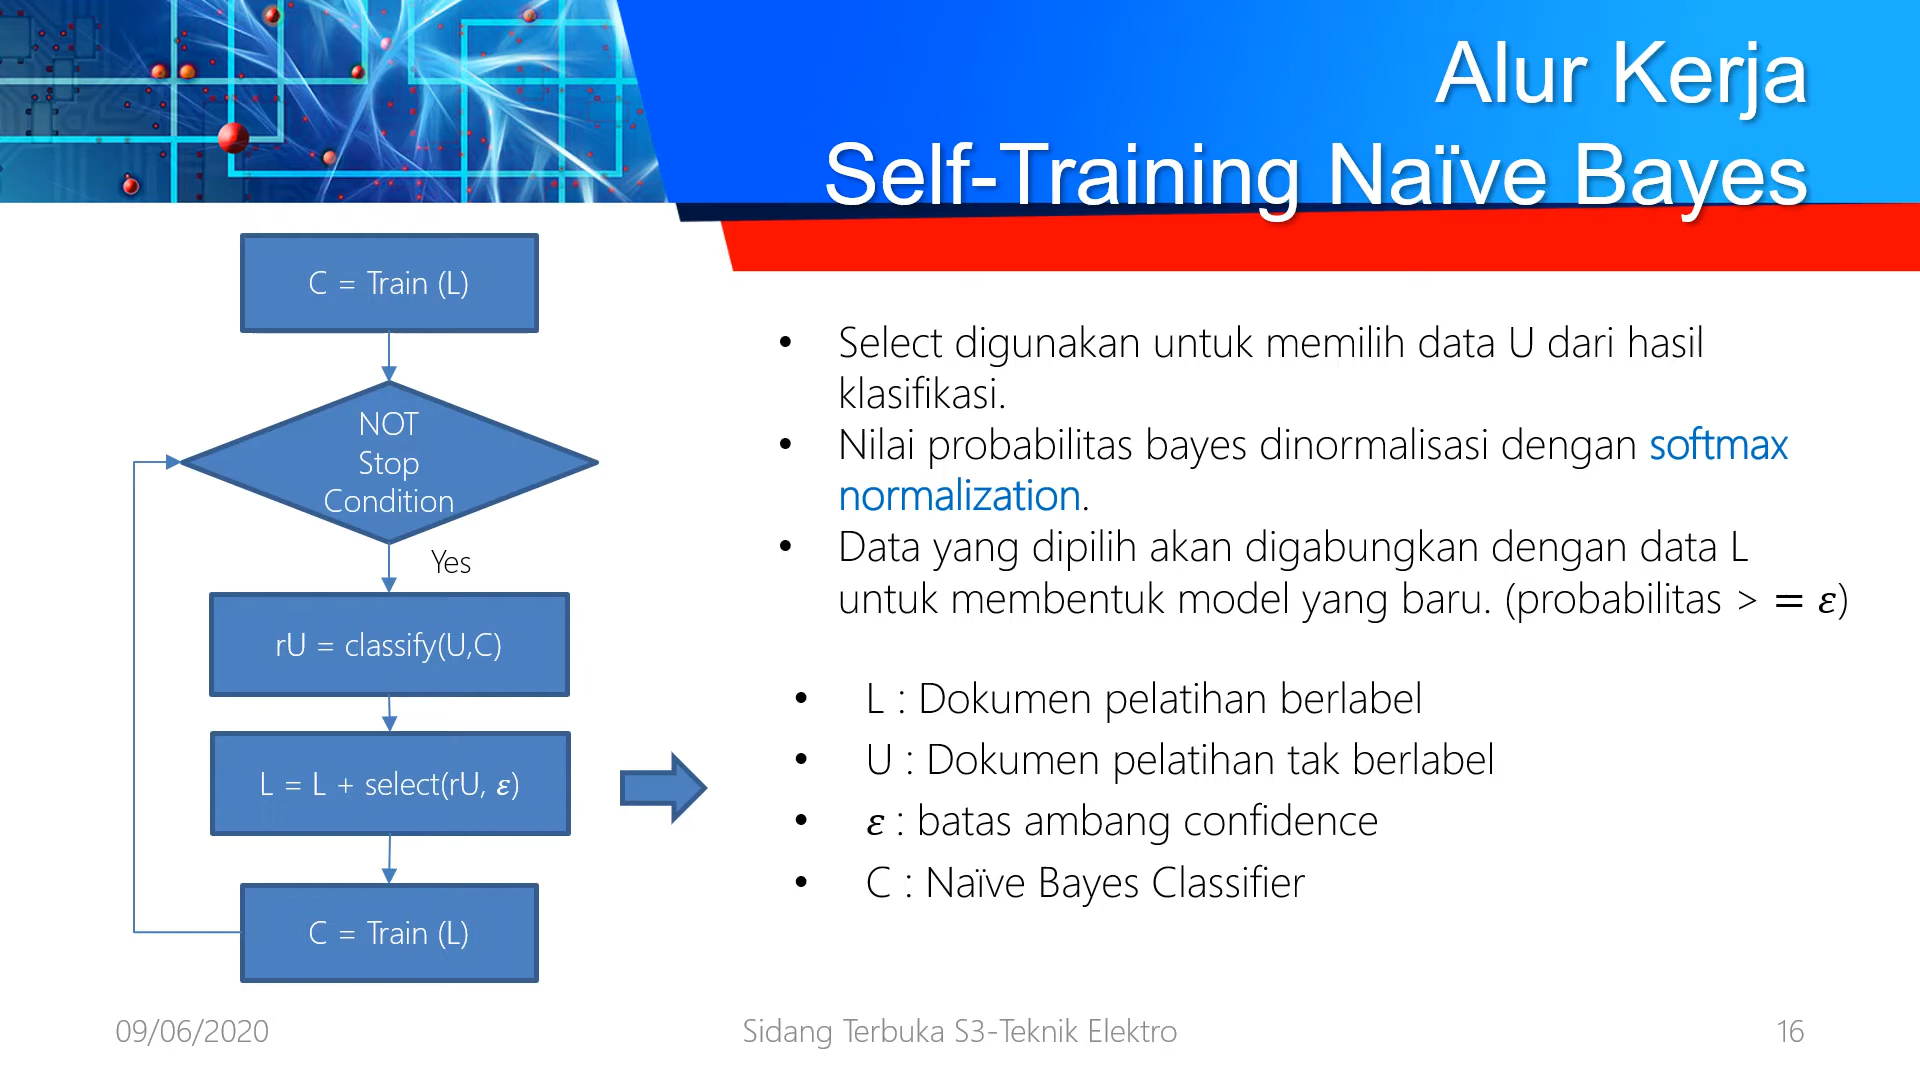 Alur Kerja
Self-Training Naïve Bayes
C = Train (L)
NOT
Stop
Condition
Yes
rU = classify(U,C)
L = L + select(rU, ε)
C = Train (L)
• Select digunakan untuk memilih data U dari hasil
klasifikasi.
• Nilai probabilitas bayes dinormalisasi dengan softmax
normalization.
• Data yang dipilih akan digabungkan dengan data L
untuk membentuk model yang baru. (probabilitas > = ε)
• L : Dokumen pelatihan berlabel
• U : Dokumen pelatihan tak berlabel
• ε : batas ambang confidence
• C : Naïve Bayes Classifier
09/06/2020
Sidang Terbuka S3-Teknik Elektro
16